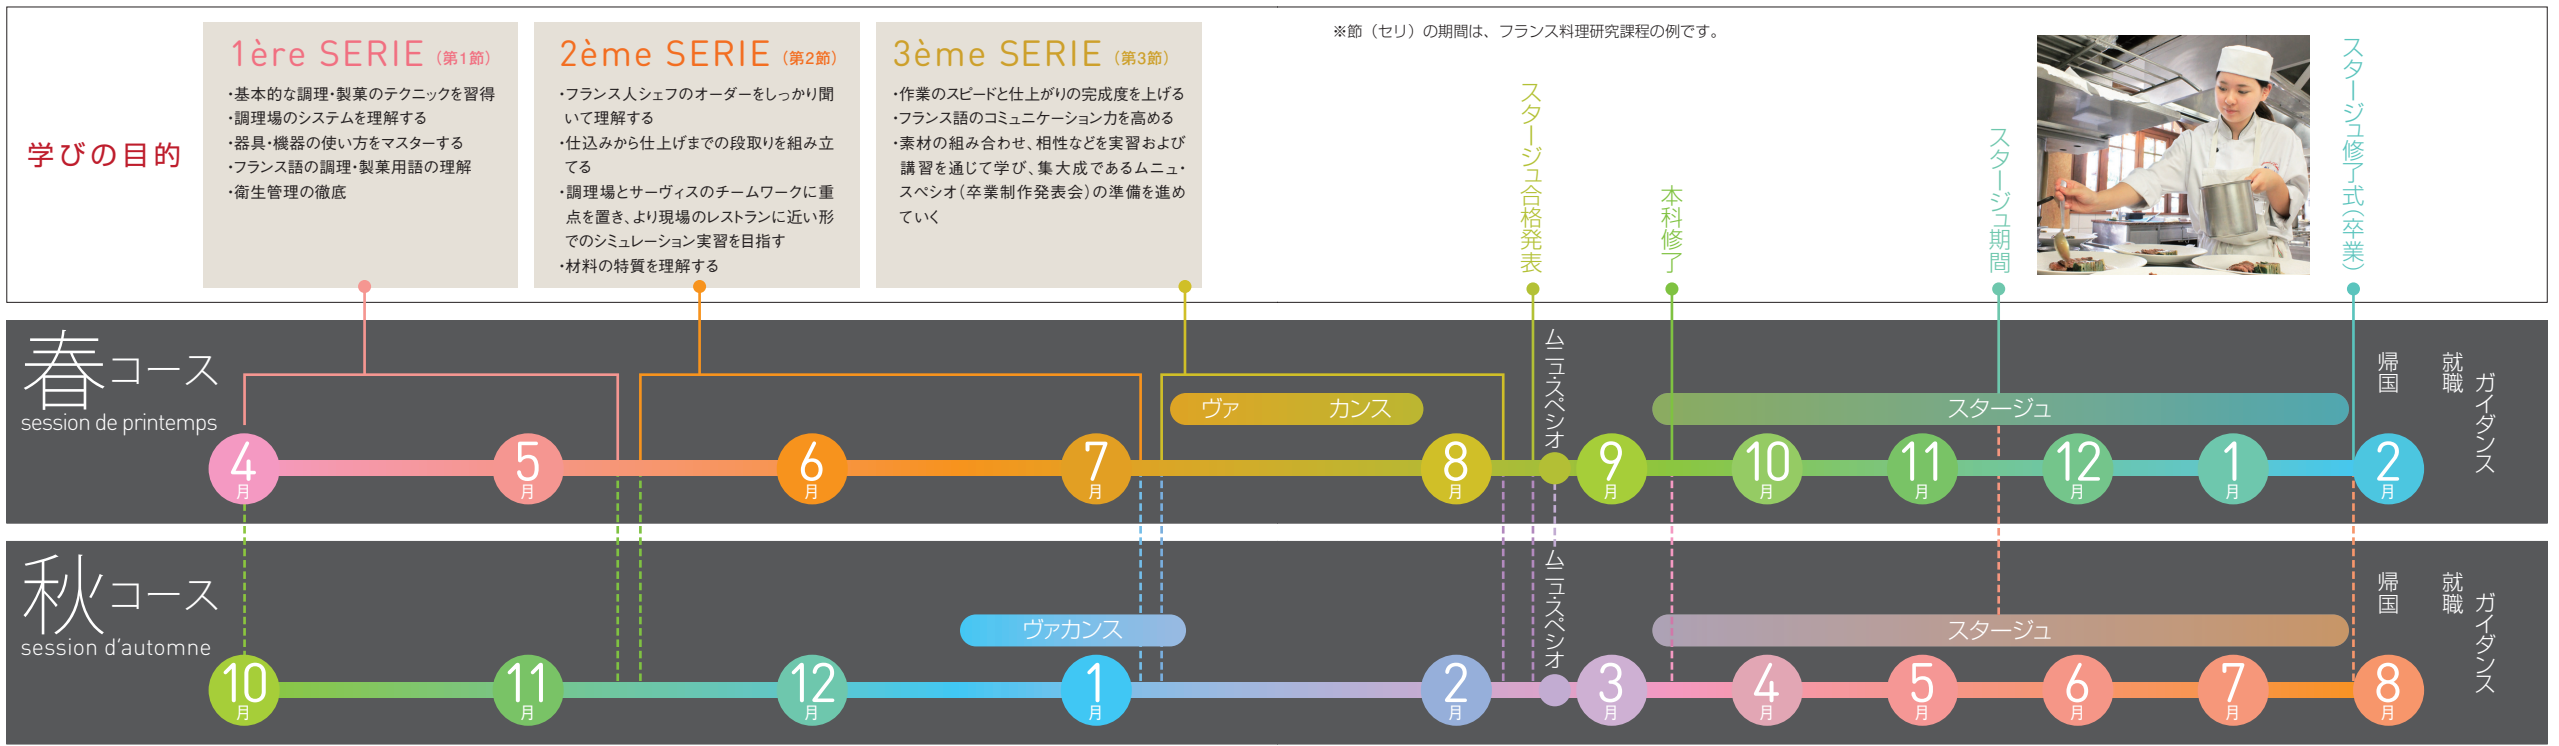 学びの目的
1ère SERIE（第1節）
・基本的な調理・製菓のテクニックを習得
・調理場のシステムを理解する
・器具・機器の使い方をマスターする
・フランス語の調理・製菓用語の理解
・衛生管理の徹底
2ème SERIE（第2節）
・フランス人シェフのオーダーをしっかり聞
いて理解する
・仕込みから仕上げまでの段取りを組み立
てる
・調理場とサーヴィスのチームワークに重
点を置き、より現場のレストランに近い形
でのシミュレーション実習を目指す
・材料の特質を理解する
3ème SERIE（第3節）
・作業のスピードと仕上がりの完成度を上げる
・フランス語のコミュニケーション力を高める
・素材の組み合わせ、相性などを実習および
講習を通じて学び、集大成であるムニュ・
スペシオ（卒業制作発表会）の準備を進め
ていく
※節（セリ）の期間は、フランス料理研究課程の例です。
スタージュ合格発表
本科修了
スタージュ期間
スタージュ修了式（卒業）
春コース
session de printemps
ヴァカンス
ムニュ・スペシオ
スタージュ
帰国
就職
ガイダンス
4月
5月
6月
7月
8月
9月
10月
11月
12月
1月
2月
秋コース
session d'automne
ヴァカンス
ムニュ・スペシオ
スタージュ
帰国
就職
ガイダンス
10月
11月
12月
1月
2月
3月
4月
5月
6月
7月
8月